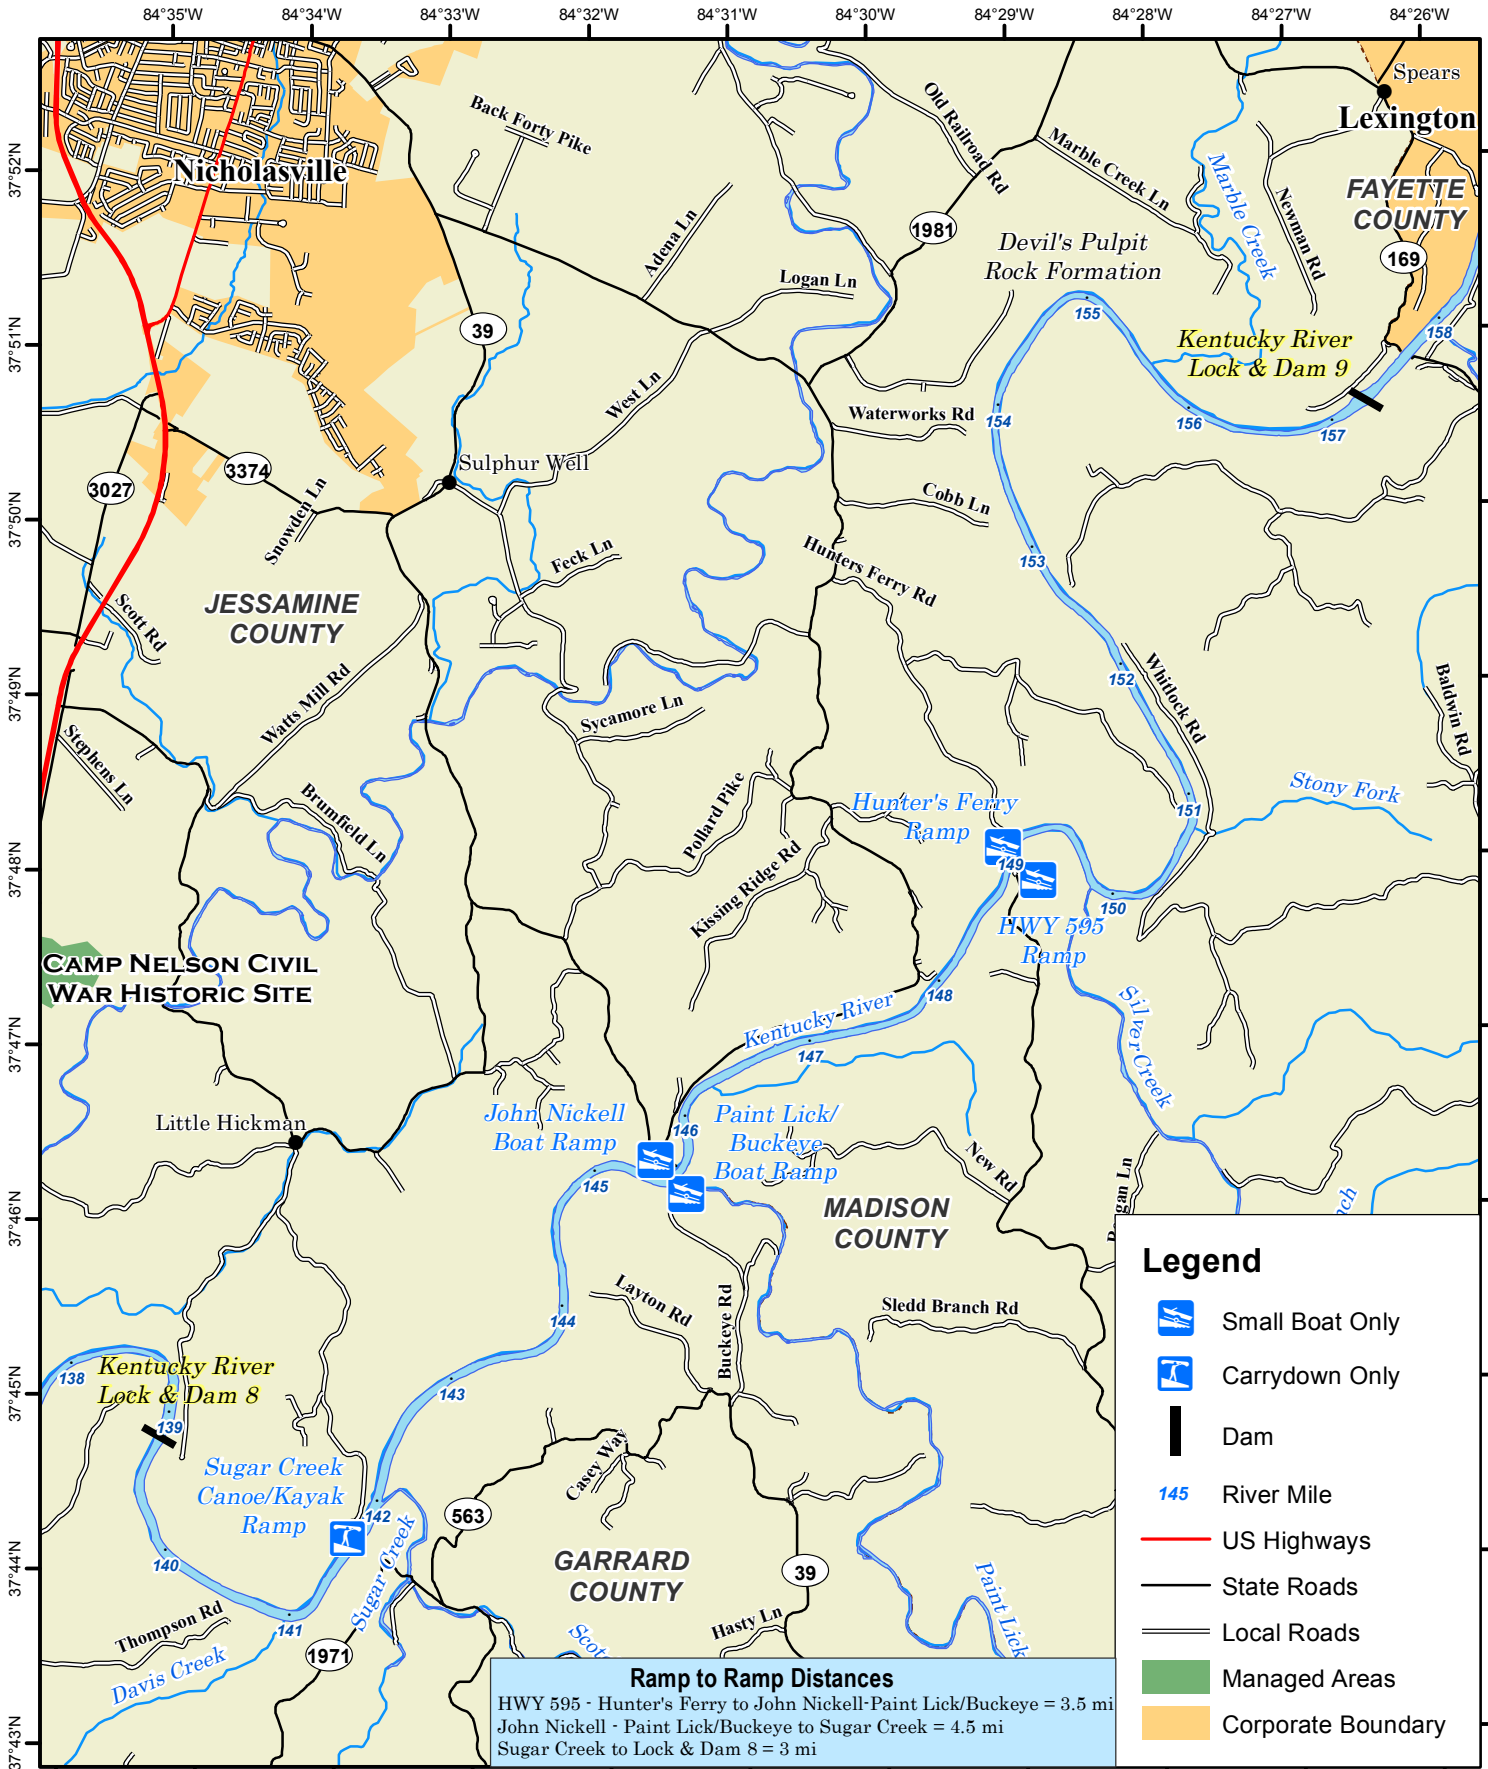 84°35'W
84°34'W
84°33'W
84°32'W
84°31'W
84°30'W
84°29'W
84°28'W
84°27'W
84°26'W
37°52'N
37°51'N
37°50'N
37°49'N
37°48'N
37°47'N
37°46'N
37°45'N
37°44'N
37°43'N
Spears
Lexington
Nicholasville
Back Forty Pike
Old Railroad Rd
Marble Creek Ln
Marble Creek
Newman Rd
FAYETTE
COUNTY
169
1981
Adena Ln
Logan Ln
Devil's Pulpit
Rock Formation
155
158
Kentucky River
Lock & Dam 9
39
West Ln
Waterworks Rd
154
156
157
Sulphur Well
3374
3027
Snowden Ln
Cobb Ln
Feck Ln
Hunters Ferry Rd
153
Scott Rd
JESSAMINE
COUNTY
Watts Mill Rd
Whitlock Rd
152
Baldwin Rd
Sycamore Ln
Stephens Ln
Brumfield Ln
Pollard Pike
Kissing Ridge Rd
Hunter's Ferry
Ramp
151
Stony Fork
149
150
HWY 595
Ramp
CAMP NELSON CIVIL
WAR HISTORIC SITE
148
Kentucky River
147
Silver Creek
Little Hickman
John Nickell
Boat Ramp
146
Paint Lick/
Buckeye
Boat Ramp
145
New Rd
MADISON
COUNTY
Layton Rd
Buckeye Rd
Sledd Branch Rd
144
138
Kentucky River
Lock & Dam 8
143
139
Sugar Creek
Canoe/Kayak
Ramp
142
Sugar Creek
563
Casey Way
140
GARRARD
COUNTY
39
Paint Lick
141
Thompson Rd
Davis Creek
1971
Hasty Ln
Legend
Small Boat Only
Carrydown Only
Dam
145 River Mile
US Highways
State Roads
Local Roads
Managed Areas
Corporate Boundary
Ramp to Ramp Distances
HWY 595 - Hunter's Ferry to John Nickell-Paint Lick/Buckeye = 3.5 mi
John Nickell - Paint Lick/Buckeye to Sugar Creek = 4.5 mi
Sugar Creek to Lock & Dam 8 = 3 mi